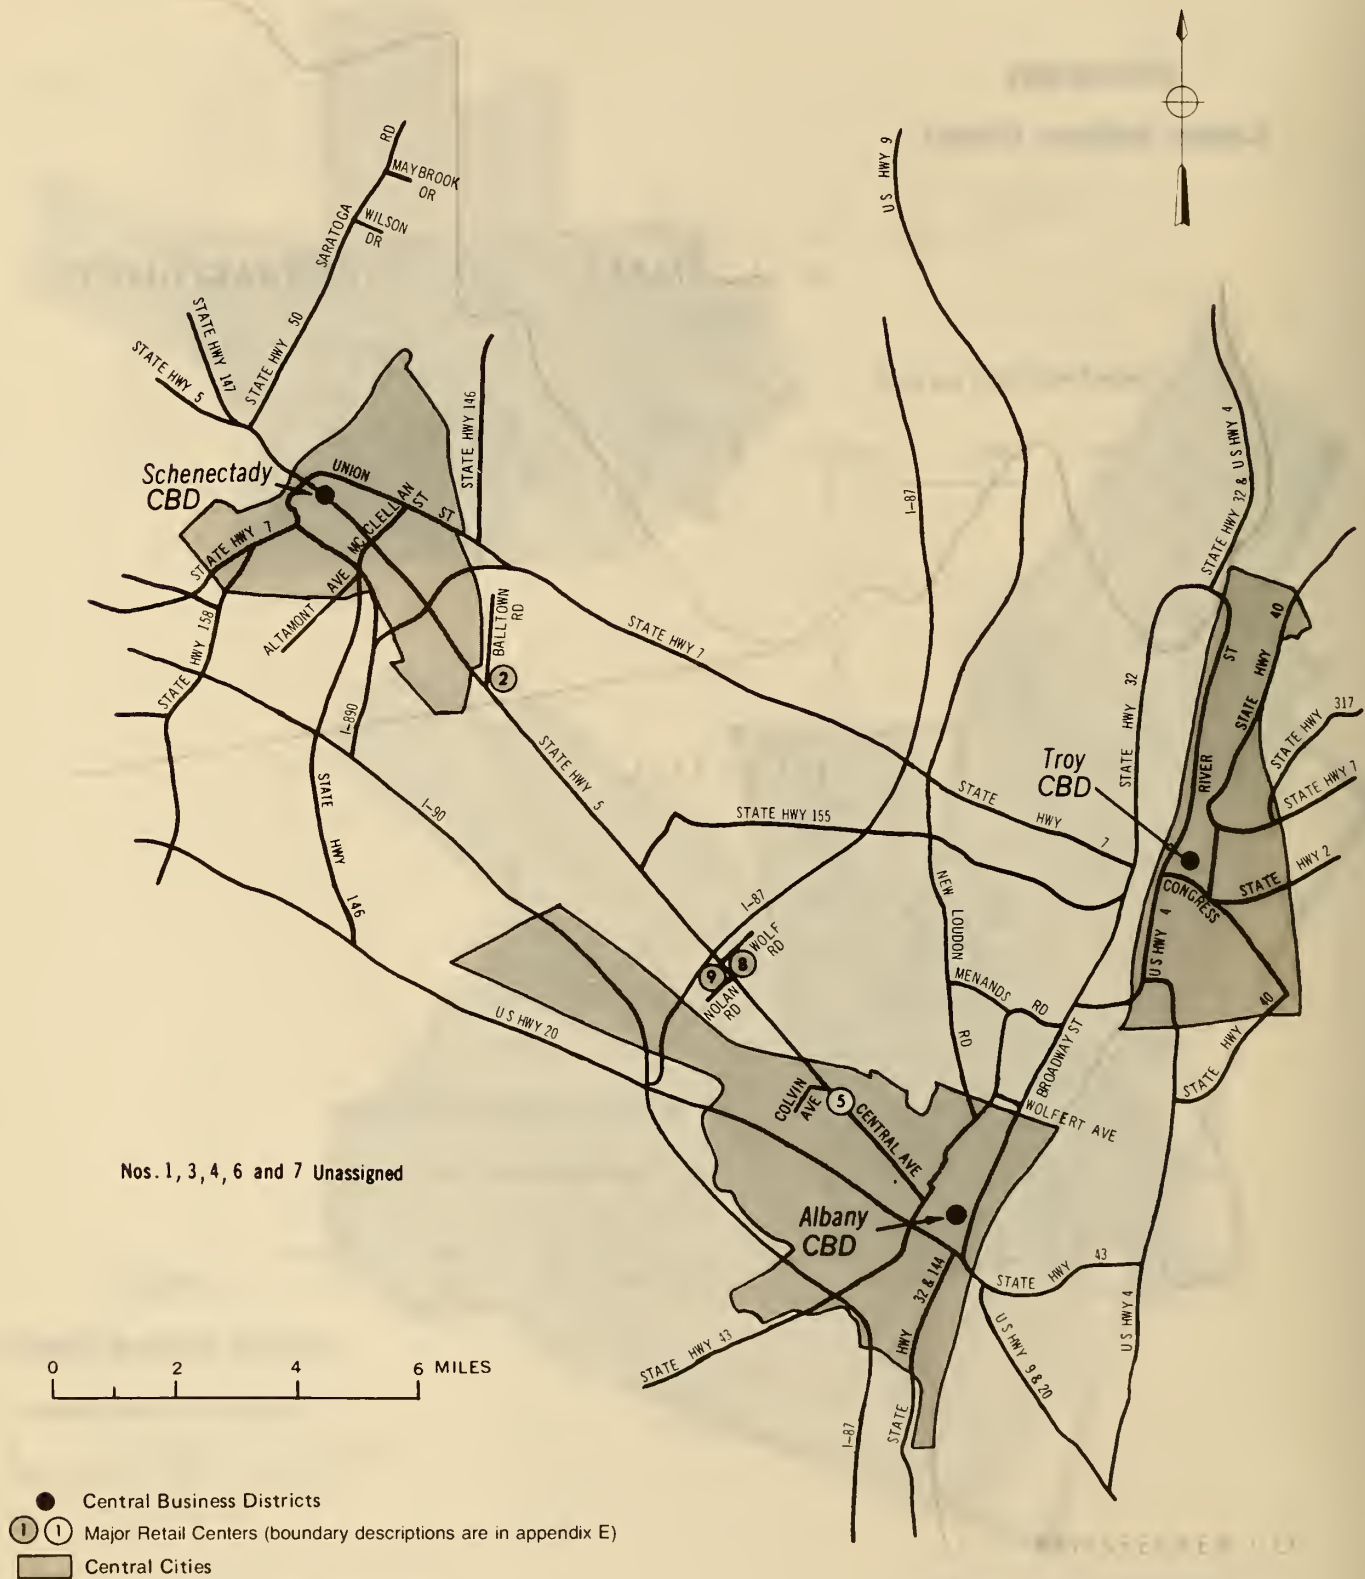 US HWY 9
RD
MAYBROOK
OR
WILSON
DR
SARATOGA
STATE HWY 50
STATE HWY 147
STATE HWY 5
STATE HWY 146
Schenectady
CBD
UNION
ST
MC CLELLAN
ST
STATE HWY 7
ALTAMONT AVE
STATE HWY 158
BALLTOWN
RD
2
I-890
STATE HWY 7
I-87
STATE HWY 32 & US HWY 4
STATE HWY 40
STATE HWY 317
STATE HWY 7
STATE HWY 2
RIVER ST
STATE HWY 32
Troy
CBD
CONGRESS
US HWY 4
STATE HWY 5
STATE HWY 155
STATE HWY 7
STATE HWY 146
I-90
I-87
WOLF
RD
8
9
NOLAN
RD
NEW LOUDON RD
MENANDS RD
STATE HWY 40
US HWY 20
BROADWAY ST
WOLFERT AVE
COLVIN
AVE
5
CENTRAL AVE
Nos. 1, 3, 4, 6 and 7 Unassigned
Albany
CBD
STATE HWY 43
US HWY 4
US HWY 9 & 20
STATE HWY 32 & 144
STATE HWY 43
I-87
0 2 4 6 MILES
Central Business Districts
1 1 Major Retail Centers (boundary descriptions are in appendix E)
Central Cities